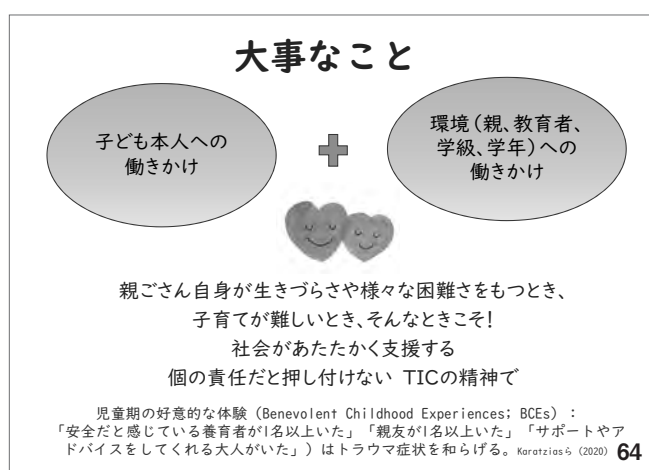 大事なこと
子ども本人への
働きかけ
環境(親、教育者、
学級、学年)への
働きかけ
親ごさん自身が生きづらさや様々な困難さをもつとき、
子育てが難しいとき、そんなときこそ!
社会があたたかく支援する
個の責任だと押し付けない TICの精神で
児童期の好意的な体験(Benevolent Childhood Experiences; BCEs):
「安全だと感じている養育者が1名以上いた」「親友が1名以上いた」「サポートやア
ドバイスをしてくれる大人がいた」)はトラウマ症状を和らげる。Karatziasら(2020)
64